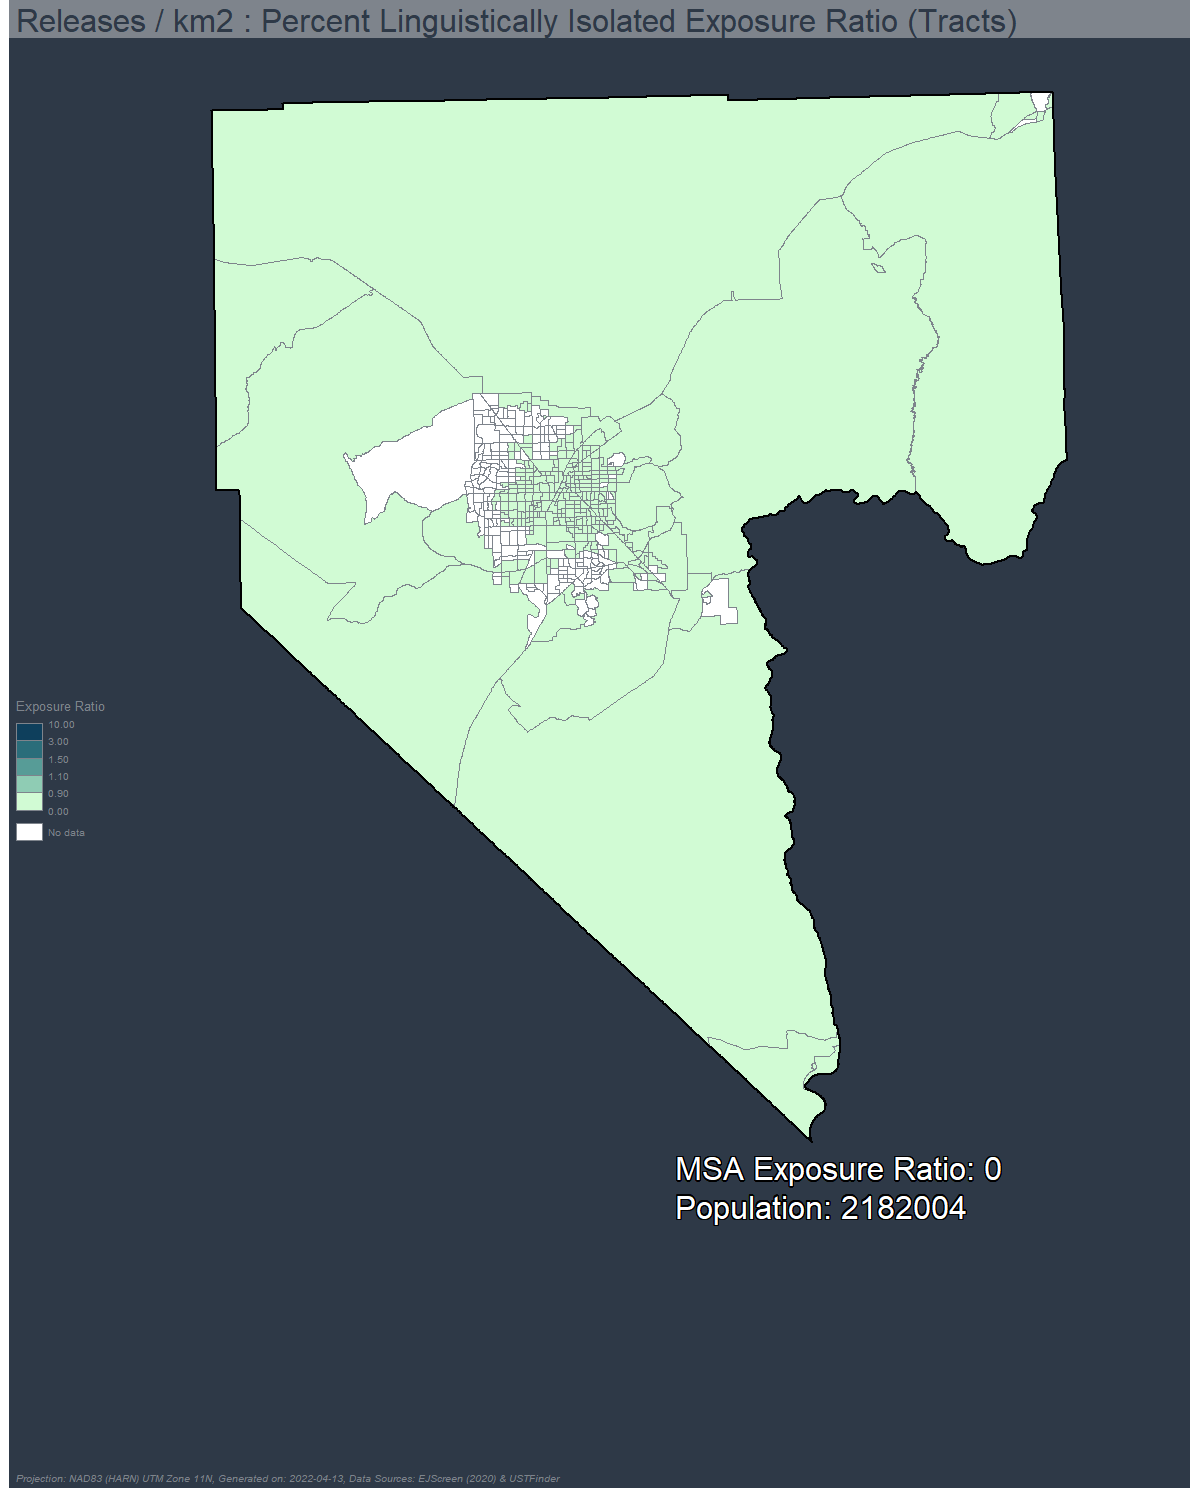 Releases / km2 : Percent Linguistically Isolated Exposure Ratio (Tracts)
Exposure Ratio
10.00
3.00
1.50
1.10
0.90
0.00
No data
MSA Exposure Ratio: 0
Population: 2182004
Projection: NAD83 (HARN) UTM Zone 11N, Generated on: 2022-04-13, Data Sources: EJScreen (2020) & USTFinder